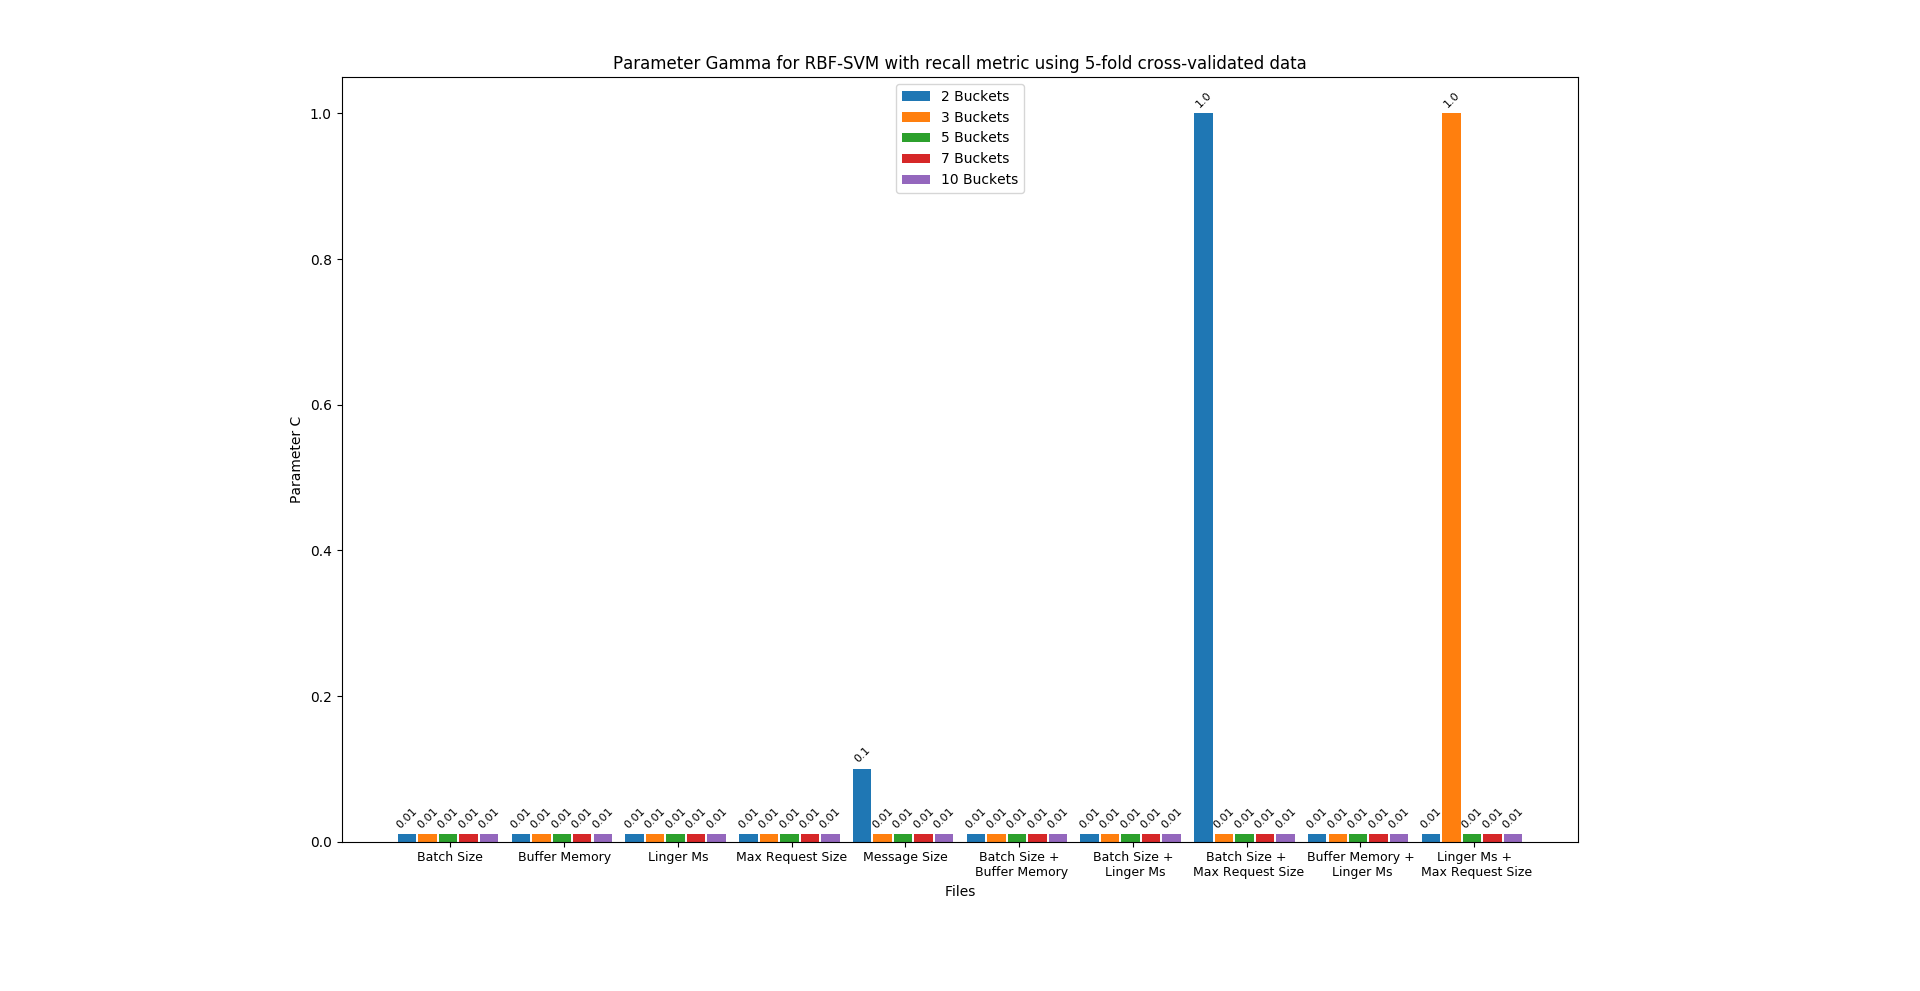 Parameter Gamma for RBF-SVM with recall metric using 5-fold cross-validated data
2 Buckets
3 Buckets
5 Buckets
7 Buckets
10 Buckets
1.0
0.8
0.6
0.4
0.2
0.0
Parameter C
0.01 0.01 0.01 0.01 0.01
0.01 0.01 0.01 0.01 0.01
0.01 0.01 0.01 0.01 0.01
0.01 0.01 0.01 0.01 0.01
0.1 0.01 0.01 0.01 0.01
0.01 0.01 0.01 0.01 0.01
0.01 0.01 0.01 0.01 0.01
1.0 0.01 0.01 0.01 0.01
0.01 0.01 0.01 0.01 0.01
0.01 1.0 0.01 0.01 0.01
Batch Size
Buffer Memory
Linger Ms
Max Request Size
Message Size
Batch Size +
Buffer Memory
Batch Size +
Linger Ms
Batch Size +
Max Request Size
Buffer Memory +
Linger Ms
Linger Ms +
Max Request Size
Files